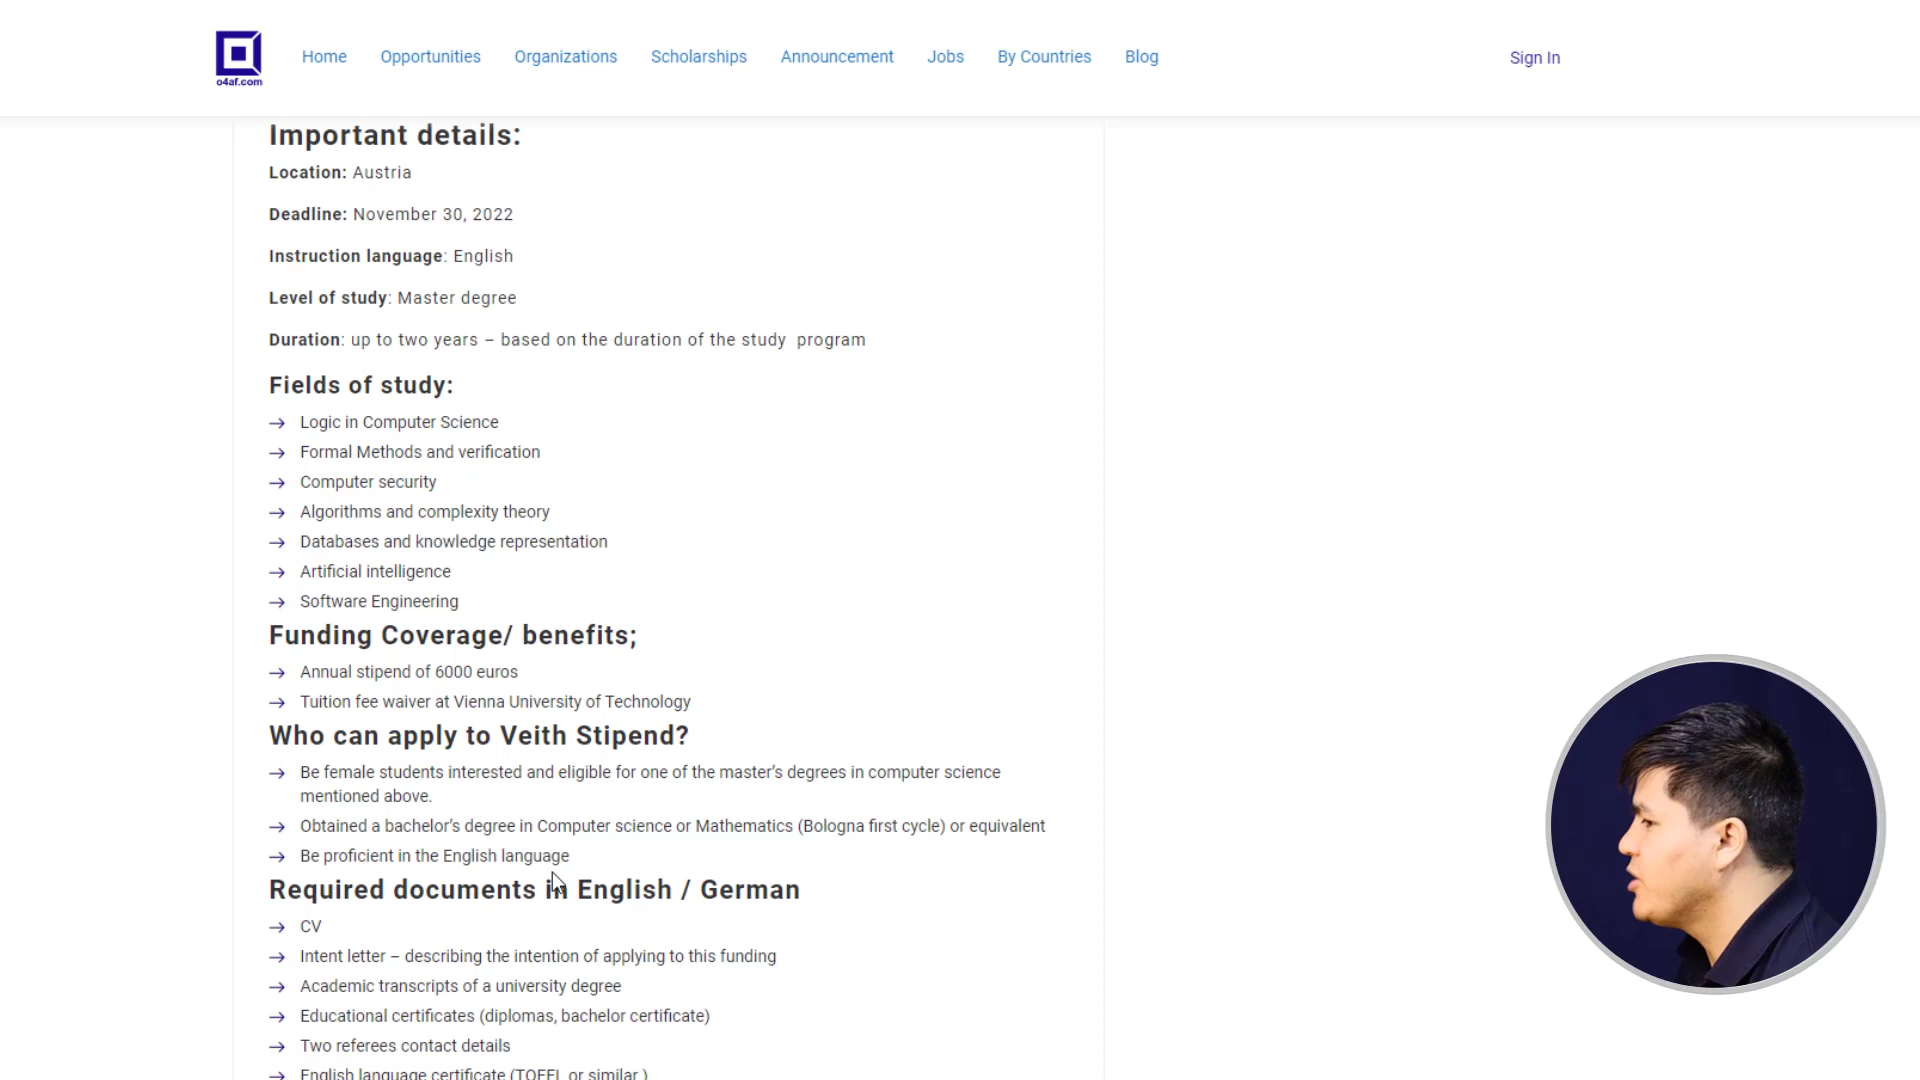 o4af.com
Home Opportunities Organizations Scholarships Announcement Jobs By Countries Blog Sign In
Important details:
Location: Austria
Deadline: November 30, 2022
Instruction language: English
Level of study: Master degree
Duration: up to two years – based on the duration of the study program
Fields of study:
Logic in Computer Science
Formal Methods and verification
Computer security
Algorithms and complexity theory
Databases and knowledge representation
Artificial intelligence
Software Engineering
Funding Coverage/ benefits;
Annual stipend of 6000 euros
Tuition fee waiver at Vienna University of Technology
Who can apply to Veith Stipend?
Be female students interested and eligible for one of the master’s degrees in computer science
mentioned above.
Obtained a bachelor’s degree in Computer science or Mathematics (Bologna first cycle) or equivalent
Be proficient in the English language
Required documents in English / German
CV
Intent letter – describing the intention of applying to this funding
Academic transcripts of a university degree
Educational certificates (diplomas, bachelor certificate)
Two referees contact details
English language certificate (TOEFL or similar )